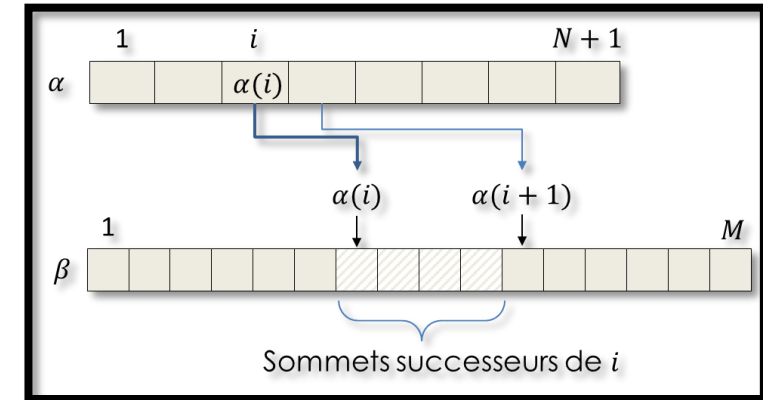 1 i N + 1
α α(i)
α(i) α(i + 1)
1 M
β
Sommets successeurs de i